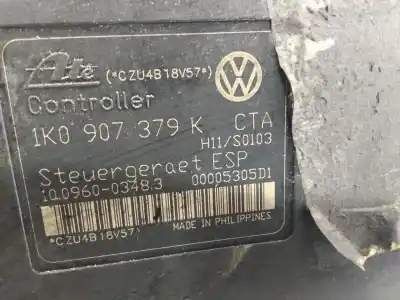 Ate (*CZU4B18V57*)
Controller
1K0 907 379 K CTA
H11/S0103
Steuergeraet ESP
10.0960-0348.3 00005305D1
*CZU4B18V57*
MADE IN PHILIPPINES